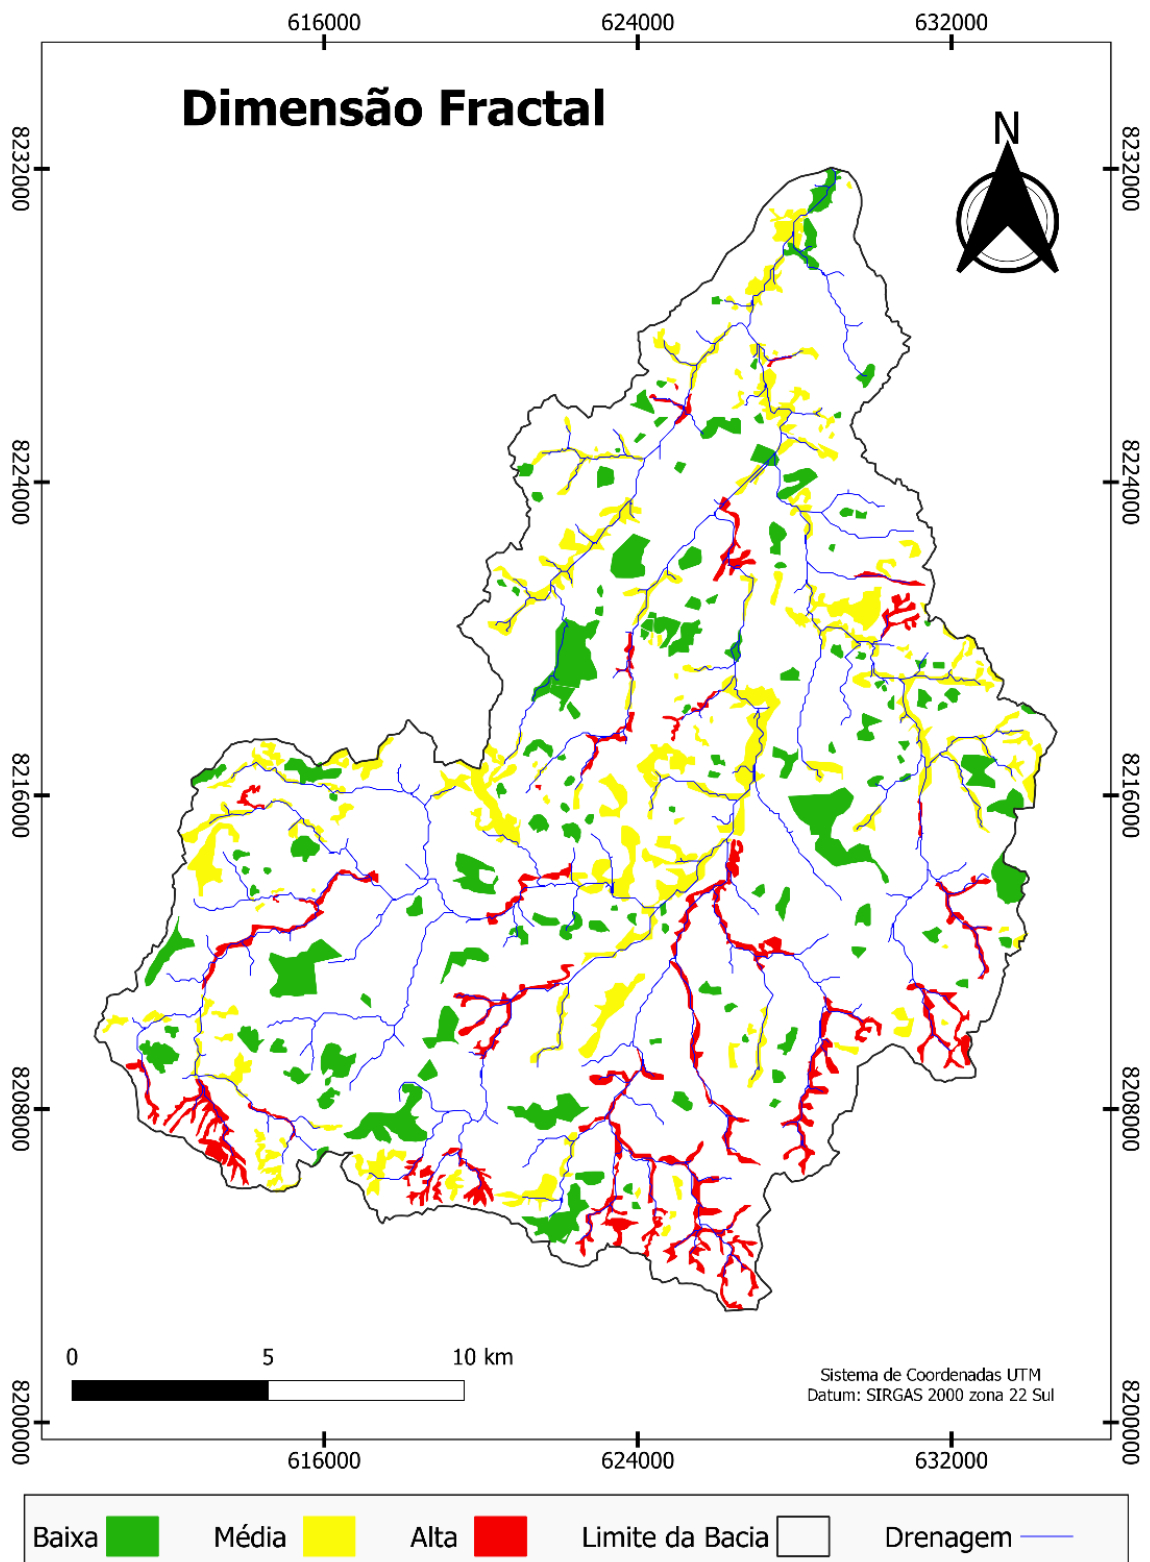 616000 624000 632000
Dimensão Fractal
N
8232000 8232000
8224000 8224000
8216000 8216000
8208000 8208000
0 5 10 km
Sistema de Coordenadas UTM
Datum: SIRGAS 2000 zona 22 Sul
8200000 8200000
616000 624000 632000
Baixa Média Alta Limite da Bacia Drenagem